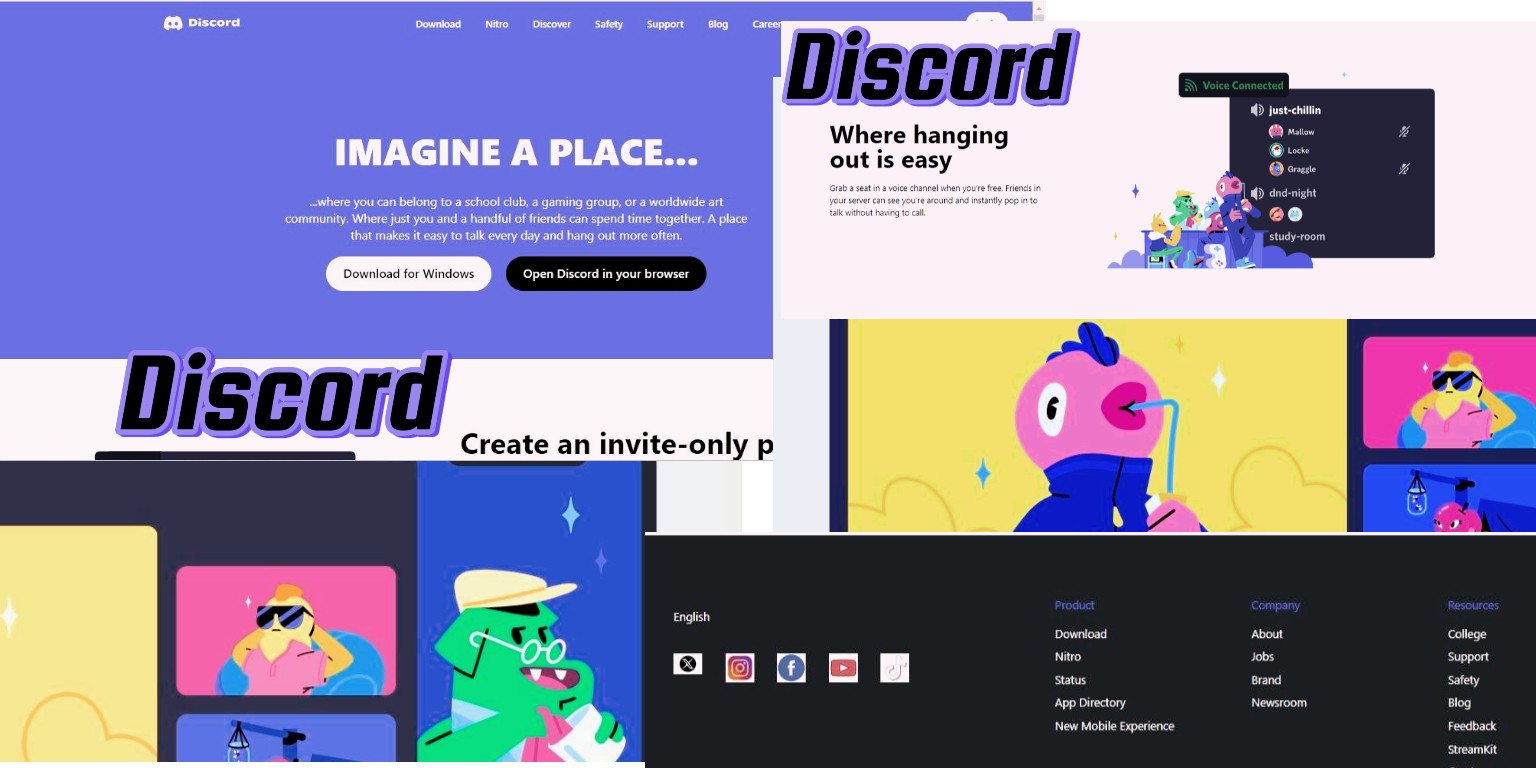 Discord
Download Nitro Discover Safety Support Blog Career
IMAGINE A PLACE...
...where you can belong to a school club, a gaming group, or a worldwide art
community. Where just you and a handful of friends can spend time together. A place
that makes it easy to talk every day and hang out more often.
Download for Windows
Open Discord in your browser
Discord
Create an invite-only p
Discord
Where hanging
out is easy
Grab a seat in a voice channel when you're free. Friends in
your server can see you're around and instantly pop in to
talk without having to call.
Voice Connected
just-chillin
Mallow
Locke
Graggle
dnd-night
study-room
English
Product
Download
Nitro
Status
App Directory
New Mobile Experience
Company
About
Jobs
Brand
Newsroom
Resources
College
Support
Safety
Blog
Feedback
StreamKit